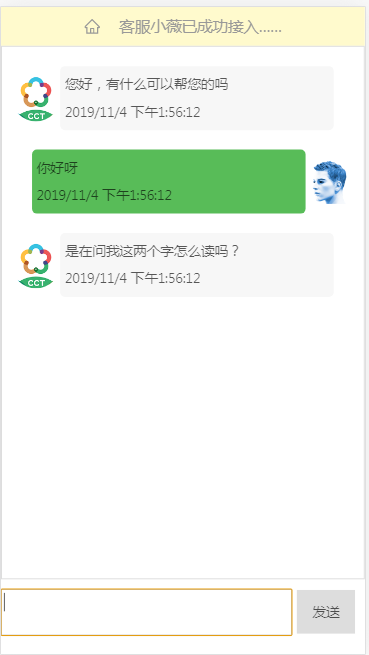 客服小薇已成功接入......
您好，有什么可以帮您的吗
2019/11/4 下午1:56:12
CCT
你好呀
2019/11/4 下午1:56:12
是在问我这两个字怎么读吗？
2019/11/4 下午1:56:12
CCT
发送